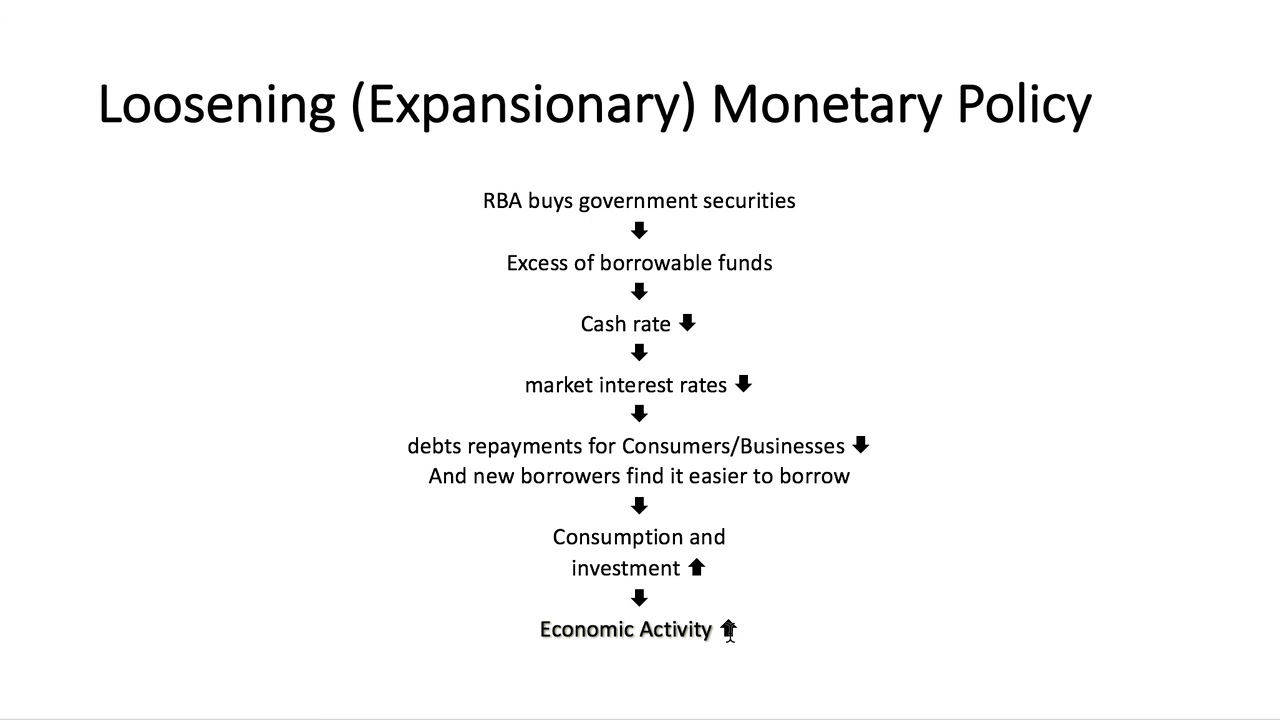 Loosening (Expansionary) Monetary Policy
RBA buys government securities
🡇
Excess of borrowable funds
🡇
Cash rate 🡇
🡇
market interest rates 🡇
🡇
debts repayments for Consumers/Businesses 🡇
And new borrowers find it easier to borrow
🡇
Consumption and
investment 🡅
🡇
Economic Activity 🡅